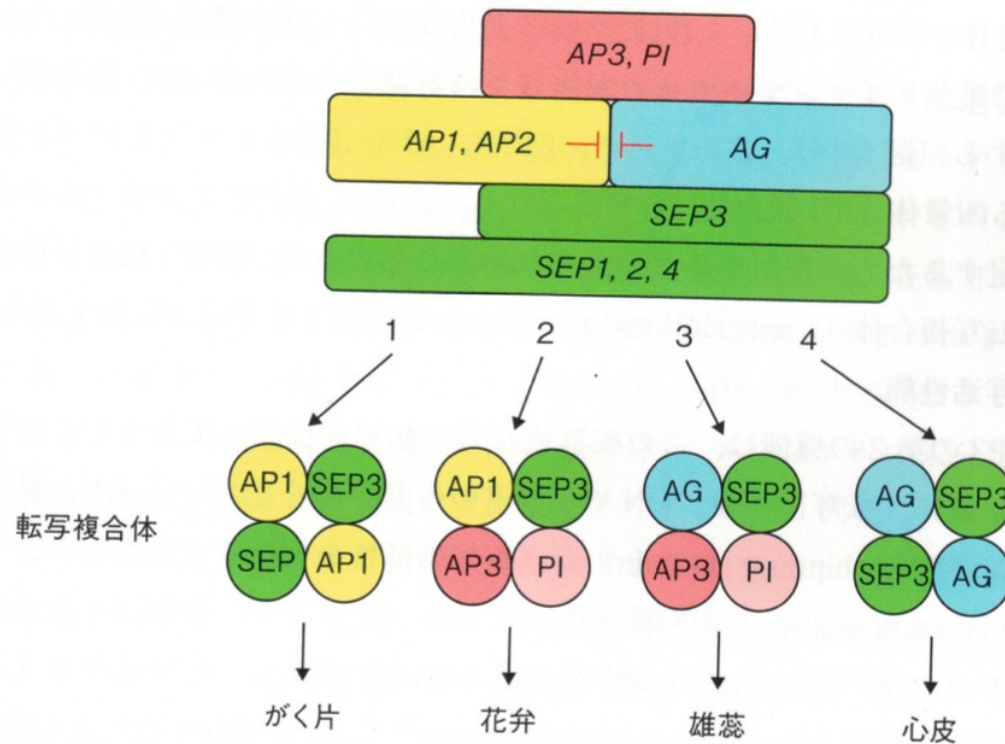 AP3, PI
AP1, AP2
AG
SEP3
SEP1, 2, 4
1 2 3 4
転写複合体
AP1 SEP3
SEP AP1
AP1 SEP3
AP3 PI
AG SEP3
AP3 PI
AG SEP3
SEP3 AG
がく片 花弁 雄蕊 心皮